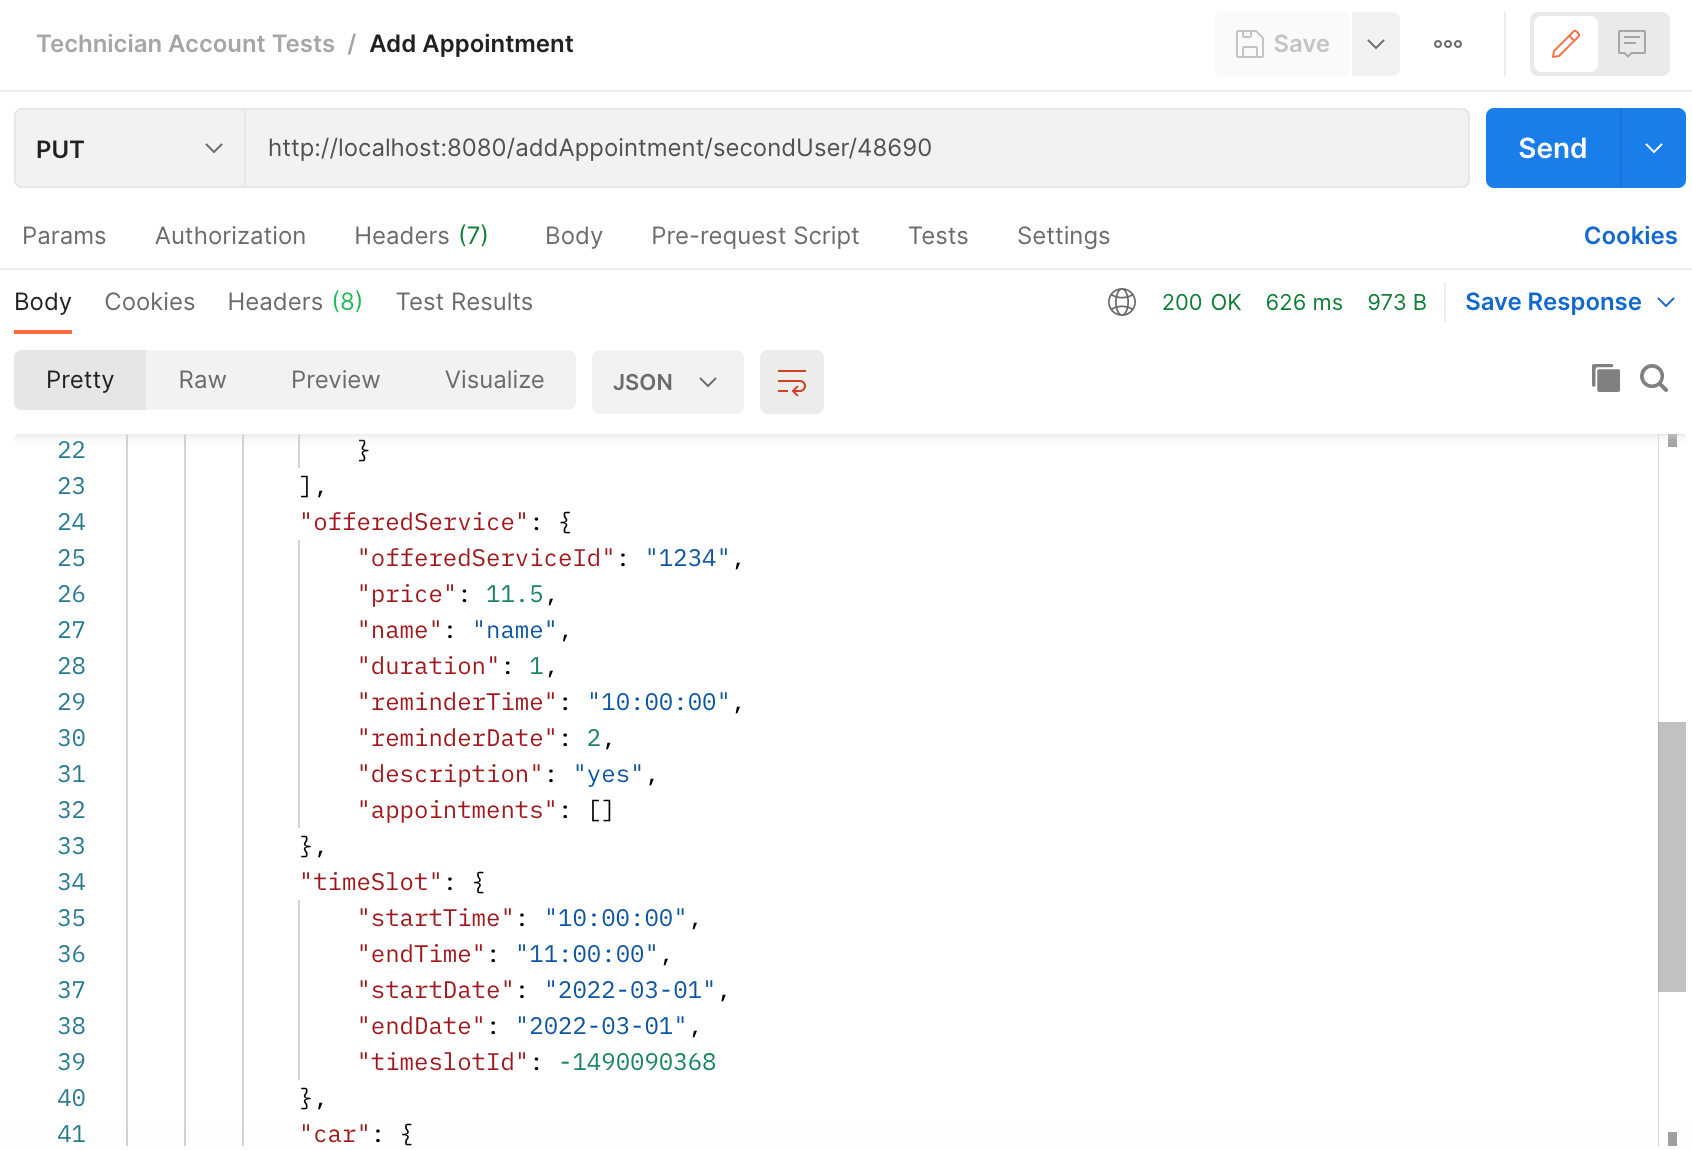 Technician Account Tests / Add Appointment
Save
PUT
http://localhost:8080/addAppointment/secondUser/48690
Send
Params Authorization Headers (7) Body Pre-request Script Tests Settings Cookies
Body Cookies Headers (8) Test Results 200 OK 626 ms 973 B Save Response
Pretty Raw Preview Visualize JSON
22 }
23 ],
24 "offeredService": {
25 "offeredServiceId": "1234",
26 "price": 11.5,
27 "name": "name",
28 "duration": 1,
29 "reminderTime": "10:00:00",
30 "reminderDate": 2,
31 "description": "yes",
32 "appointments": []
33 },
34 "timeSlot": {
35 "startTime": "10:00:00",
36 "endTime": "11:00:00",
37 "startDate": "2022-03-01",
38 "endDate": "2022-03-01",
39 "timeslotId": -1490090368
40 },
41 "car": {